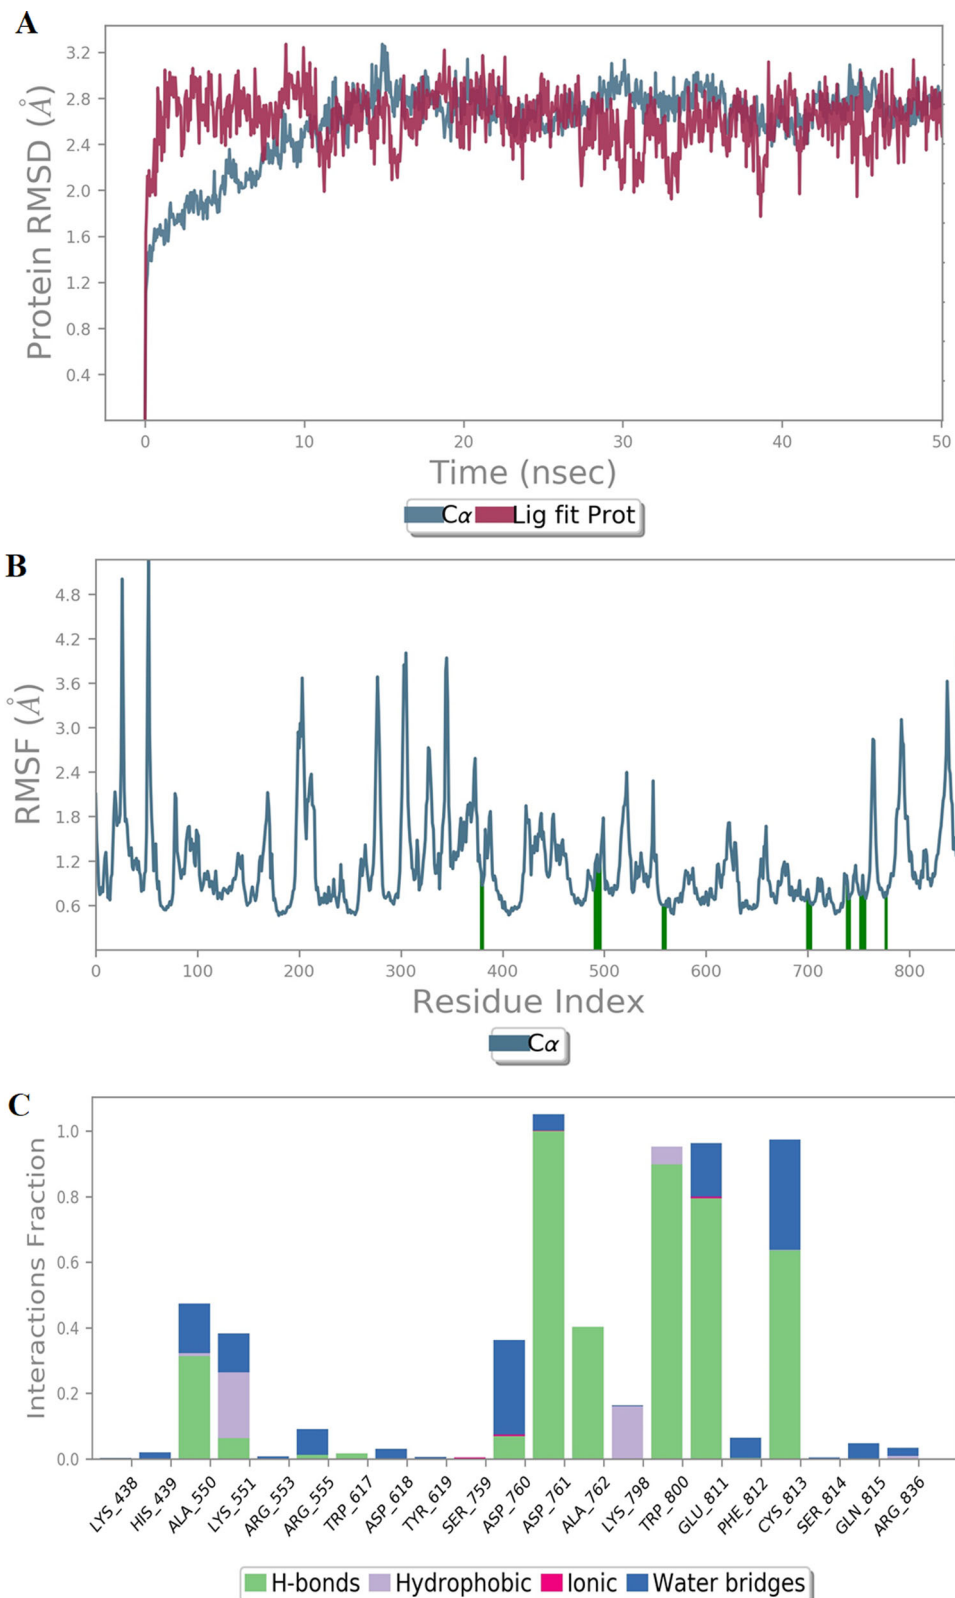 A
3.2
2.8
2.4
2.0
1.6
1.2
0.8
0.4
Protein RMSD (Å)
0 10 20 30 40 50
Time (nsec)
Cα Lig fit Prot
B
4.8
4.2
3.6
3.0
2.4
1.8
1.2
0.6
RMSF (Å)
0 100 200 300 400 500 600 700 800
Residue Index
Cα
C
1.0
0.8
0.6
0.4
0.2
0.0
Interactions Fraction
LYS_438
HIS_439
ALA_550
LYS_551
ARG_553
ARG_555
TRP_617
ASP_618
TYR_619
SER_759
ASP_760
ASP_761
ALA_762
LYS_798
TRP_800
GLU_811
PHE_812
CYS_813
SER_814
GLN_815
ARG_836
H-bonds Hydrophobic Ionic Water bridges